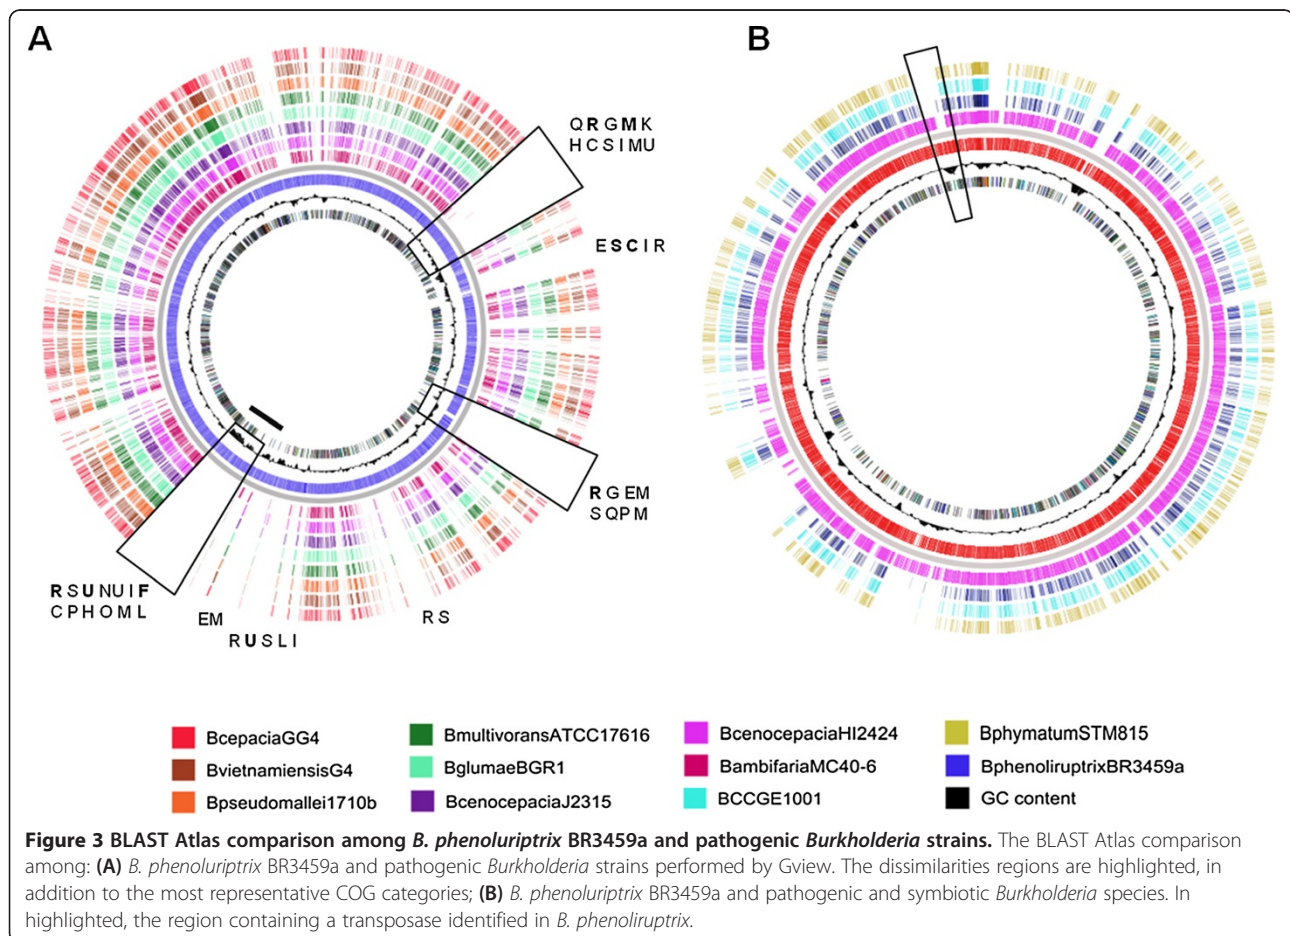 A
B
QRGMK
HCSIMU
ESCIR
RGEM
SQPM
RS
RUSLI
EM
RSUNUIF
CPHOML
BcepaciaGG4
BvietnamiensisG4
Bpseudomallei1710b
BmultivoransATCC17616
BglumaeBGR1
BcenocepaciaJ2315
BcenocepaciaHI2424
BambifariaMC40-6
BCCGE1001
BphymatumSTM815
BphenoliruptrixBR3459a
GC content
Figure 3 BLAST Atlas comparison among B. phenoluriptrix BR3459a and pathogenic Burkholderia strains. The BLAST Atlas comparison
among: (A) B. phenoluriptrix BR3459a and pathogenic Burkholderia strains performed by Gview. The dissimilarities regions are highlighted, in
addition to the most representative COG categories; (B) B. phenoluriptrix BR3459a and pathogenic and symbiotic Burkholderia species. In
highlighted, the region containing a transposase identified in B. phenoliruptrix.